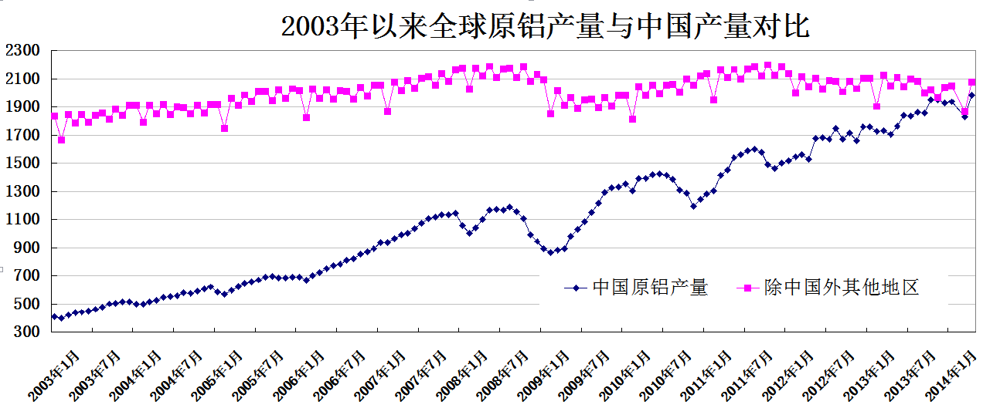 2003年以来全球原铝产量与中国产量对比
2300
2100
1900
1700
1500
1300
1100
900
700
500
300
中国原铝产量
除中国外其他地区
2003年1月
2003年7月
2004年1月
2004年7月
2005年1月
2005年7月
2006年1月
2006年7月
2007年1月
2007年7月
2008年1月
2008年7月
2009年1月
2009年7月
2010年1月
2010年7月
2011年1月
2011年7月
2012年1月
2012年7月
2013年1月
2013年7月
2014年1月